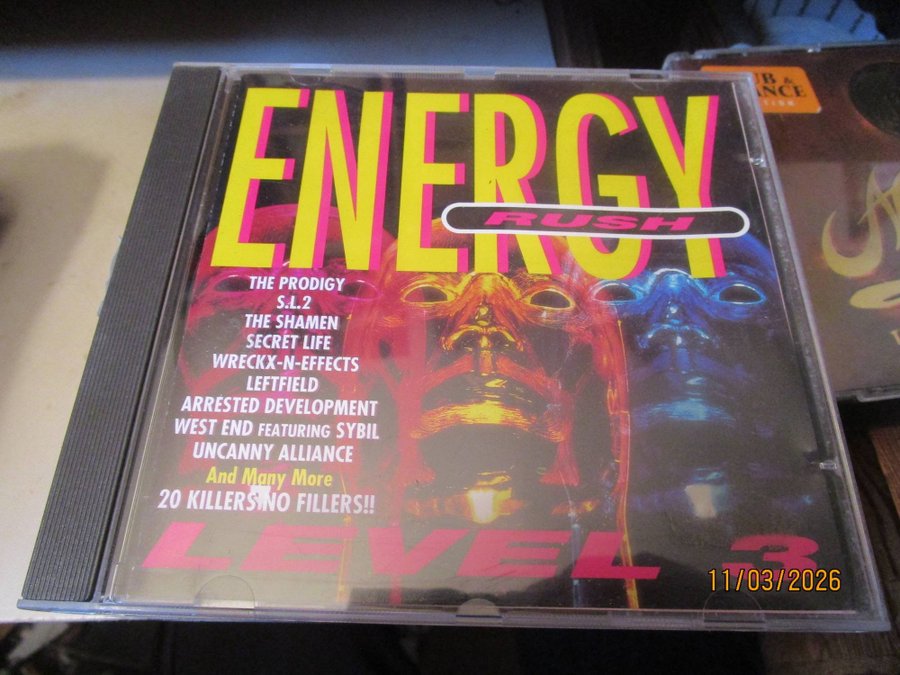 ENERGY
RUSH
THE PRODIGY
S.L.2
THE SHAMEN
SECRET LIFE
WRECKX-N-EFFECTS
LEFTFIELD
ARRESTED DEVELOPMENT
WEST END FEATURING SYBIL
UNCANNY ALLIANCE
And Many More
20 KILLERS NO FILLERS!!
LEVEL 3
11/03/2026
&